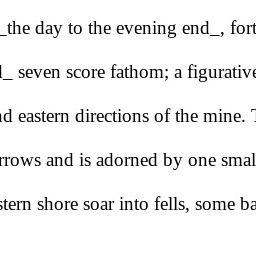 _the day to the evening end_, fort
_ seven score fathom; a figurative
d eastern directions of the mine.
rrows and is adorned by one smal
stern shore soar into fells, some ba